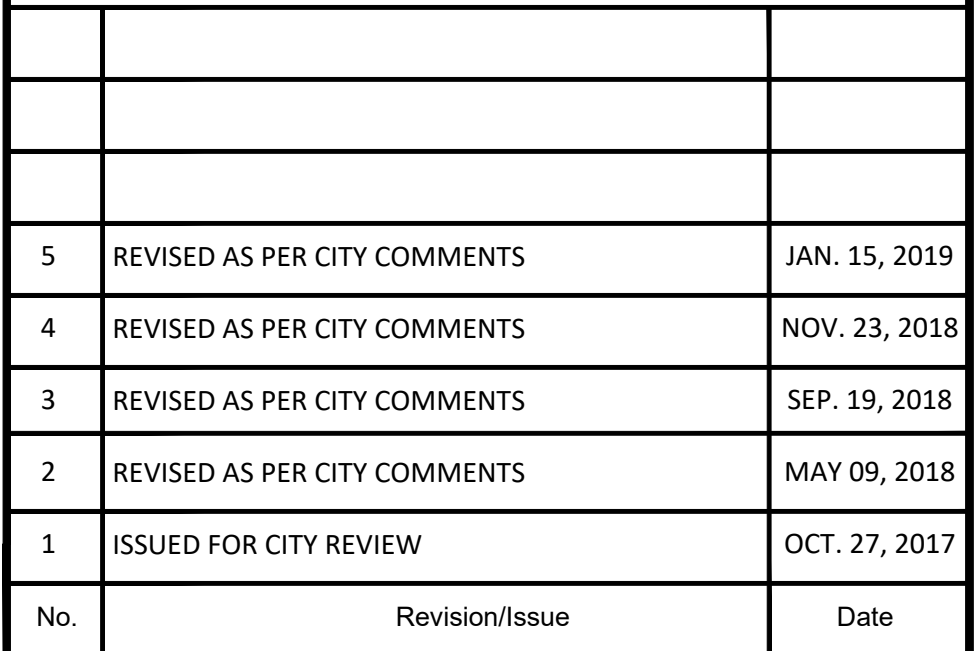 5 REVISED AS PER CITY COMMENTS JAN. 15, 2019
4 REVISED AS PER CITY COMMENTS NOV. 23, 2018
3 REVISED AS PER CITY COMMENTS SEP. 19, 2018
2 REVISED AS PER CITY COMMENTS MAY 09, 2018
1 ISSUED FOR CITY REVIEW OCT. 27, 2017
No. Revision/Issue Date